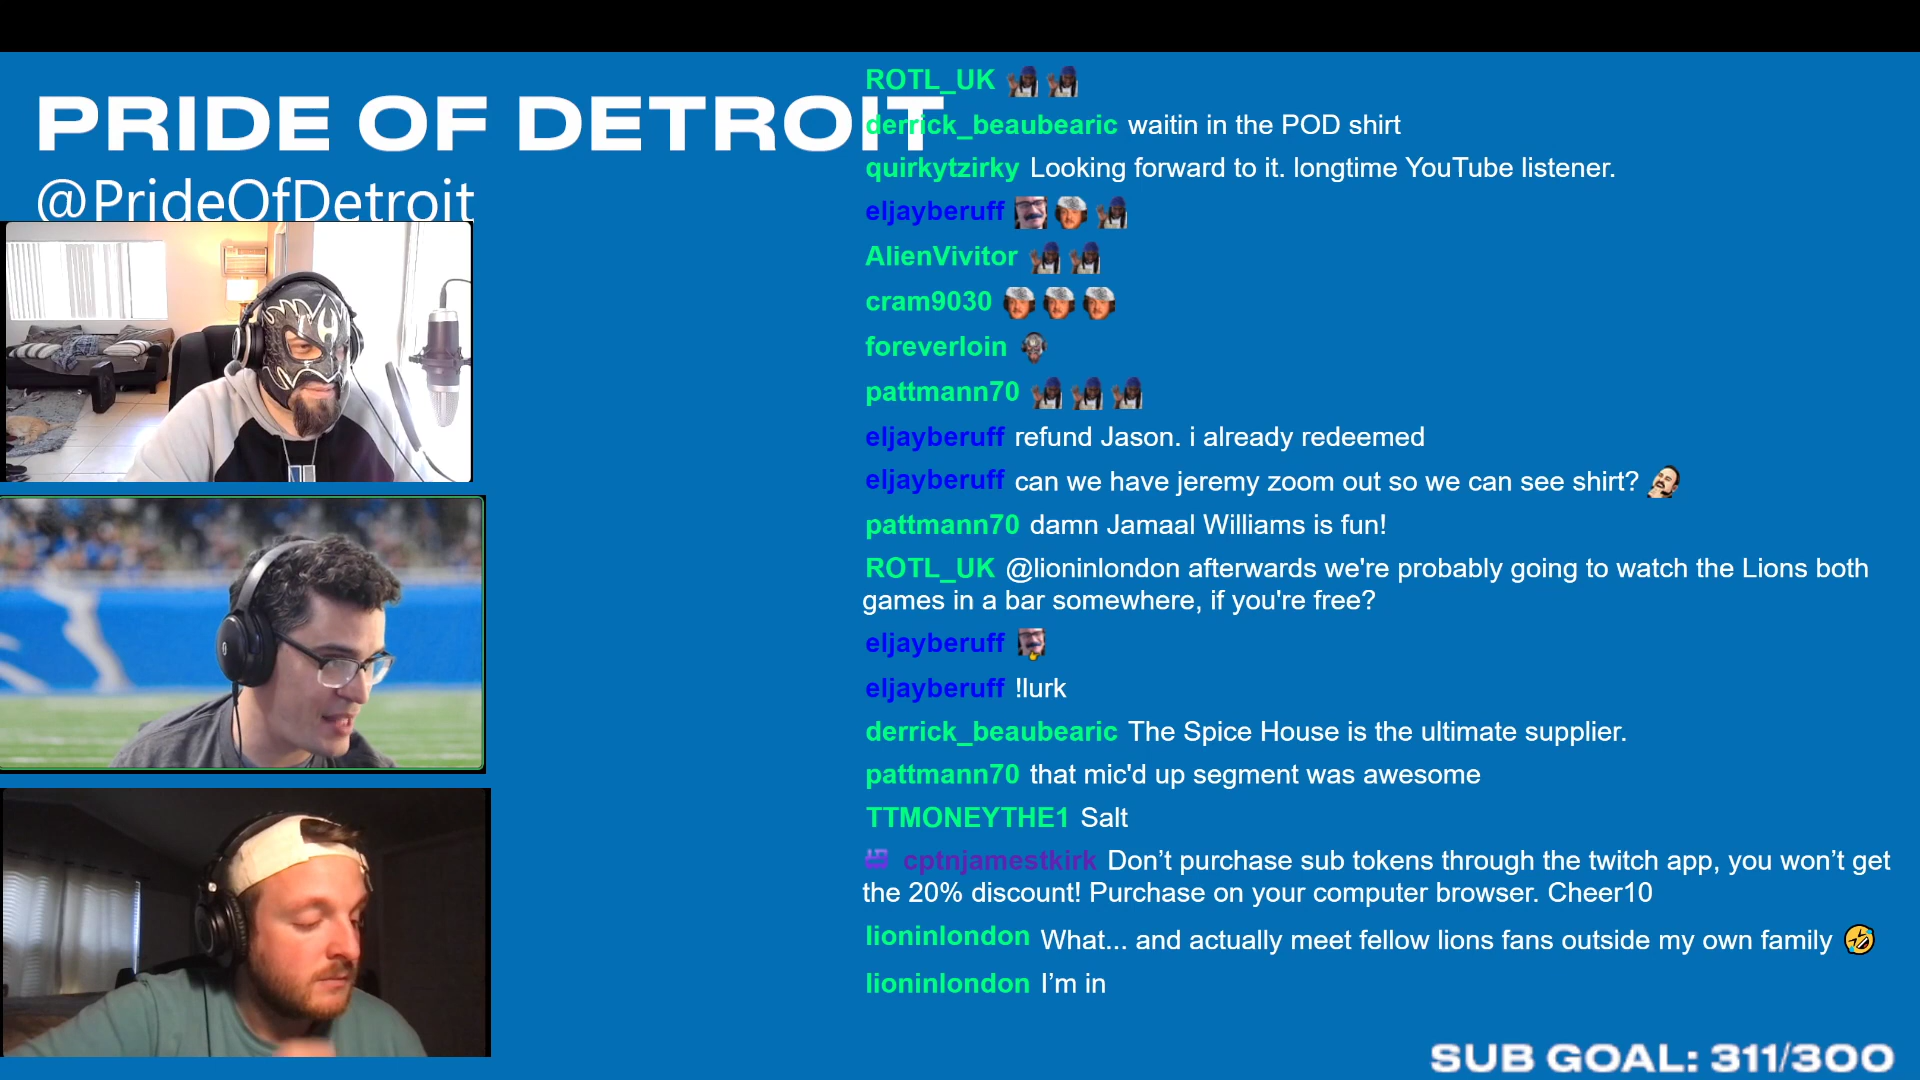 PRIDE OF DETROIT
@PrideOfDetroit
ROTL_UK
derrick_beaubearic waitin in the POD shirt
quirkytzirky Looking forward to it. longtime YouTube listener.
eljayberuff
AlienVivitor
cram9030
foreverloin
pattmann70
eljayberuff refund Jason. i already redeemed
eljayberuff can we have jeremy zoom out so we can see shirt?
pattmann70 damn Jamaal Williams is fun!
ROTL_UK @lioninlondon afterwards we're probably going to watch the Lions both
games in a bar somewhere, if you're free?
eljayberuff
eljayberuff !lurk
derrick_beaubearic The Spice House is the ultimate supplier.
pattmann70 that mic'd up segment was awesome
TTMONEYTHE1 Salt
cptnjamestkirk Don’t purchase sub tokens through the twitch app, you won’t get
the 20% discount! Purchase on your computer browser. Cheer10
lioninlondon What... and actually meet fellow lions fans outside my own family 🤣
lioninlondon I’m in
SUB GOAL: 311/300